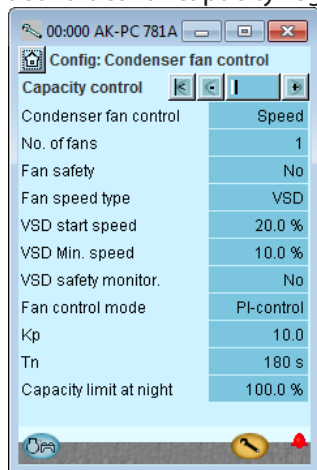 00:000 AK-PC 781A
Config: Condenser fan control
Capacity control
Condenser fan control Speed
No. of fans 1
Fan safety No
Fan speed type VSD
VSD start speed 20.0 %
VSD Min. speed 10.0 %
VSD safety monitor. No
Fan control mode PI-control
Kp 10.0
Tn 180 s
Capacity limit at night 100.0 %